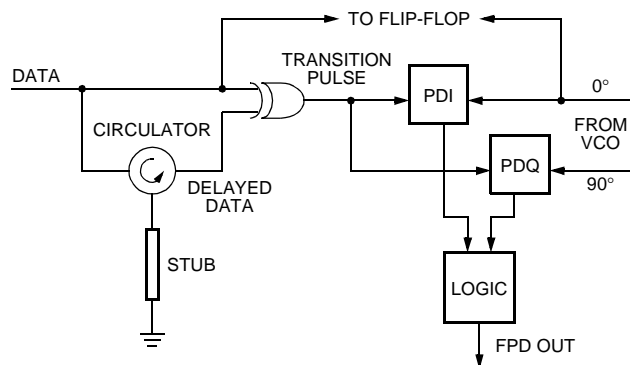 TO FLIP-FLOP
DATA
TRANSITION
PULSE
PDI
0°
FROM
VCO
CIRCULATOR
DELAYED
DATA
PDQ
90°
STUB
LOGIC
FPD OUT